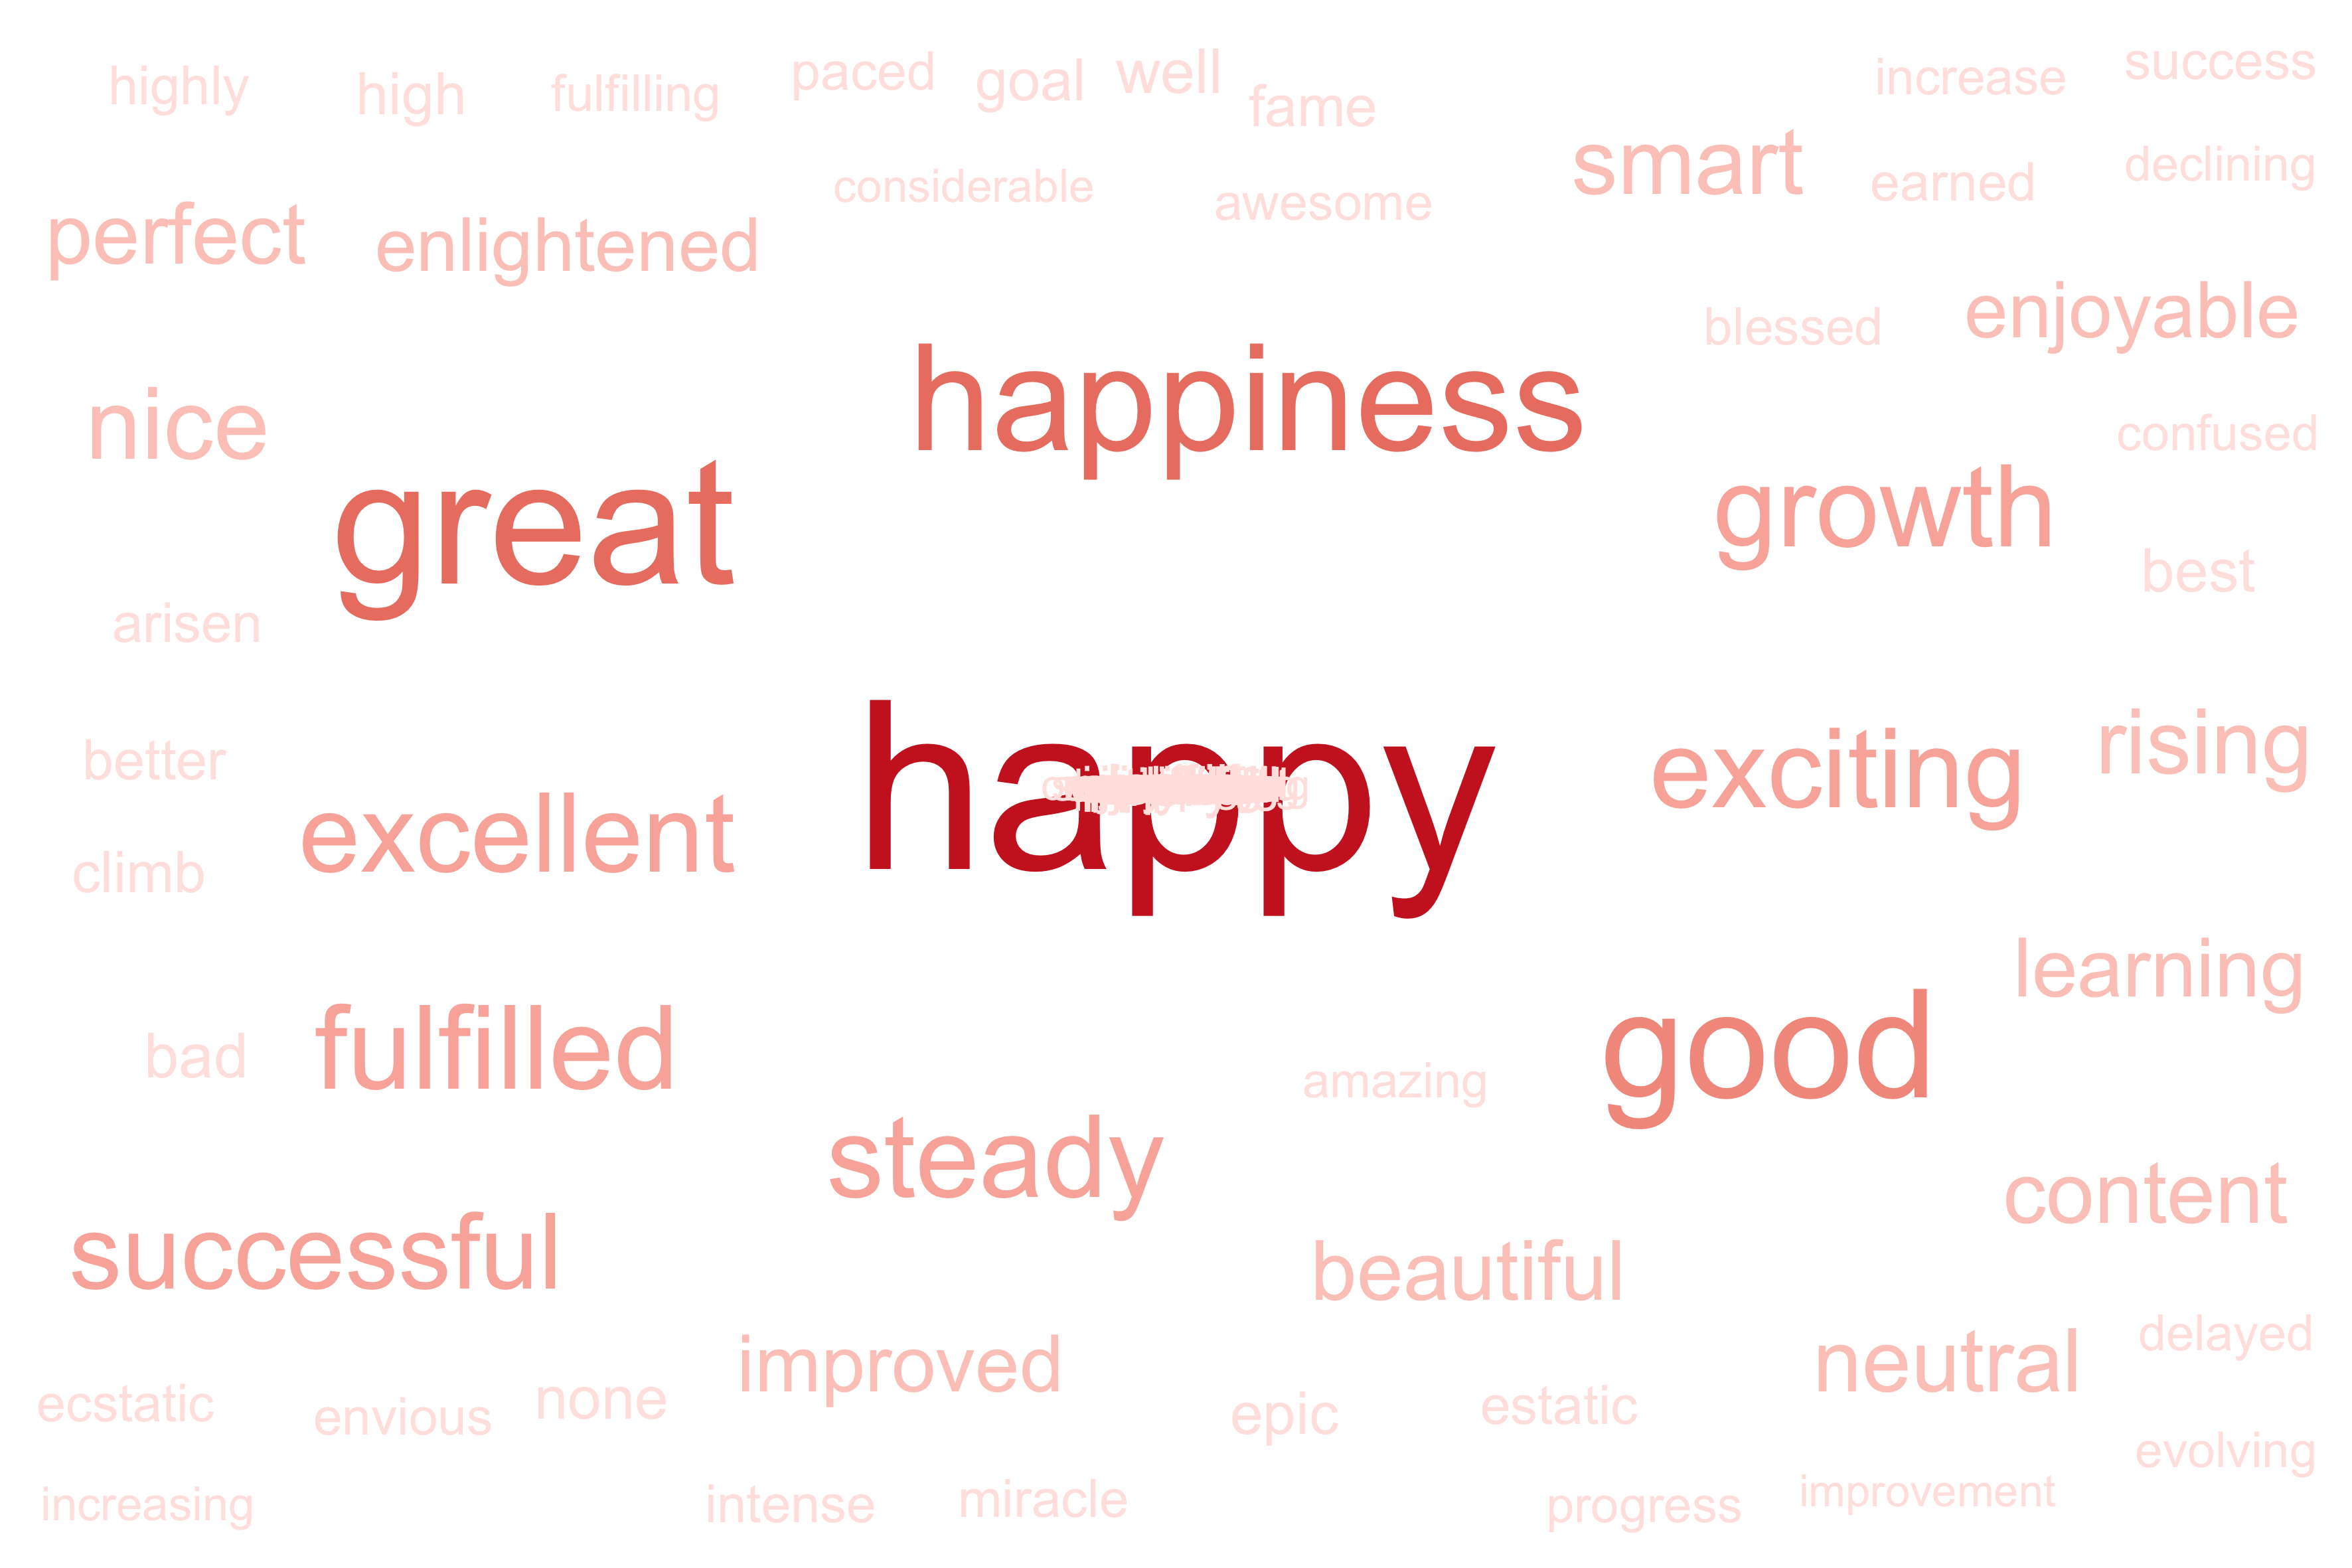 highly
high
fulfilling
paced
goal
well
fame
increase
success
smart
considerable
awesome
earned
declining
perfect
enlightened
blessed
enjoyable
happiness
nice
confused
great
growth
best
arisen
better
happy
exciting
rising
excellent
climb
learning
bad
fulfilled
amazing
good
steady
content
successful
beautiful
improved
neutral
delayed
ecstatic
envious
none
epic
estatic
evolving
increasing
intense
miracle
progress
improvement